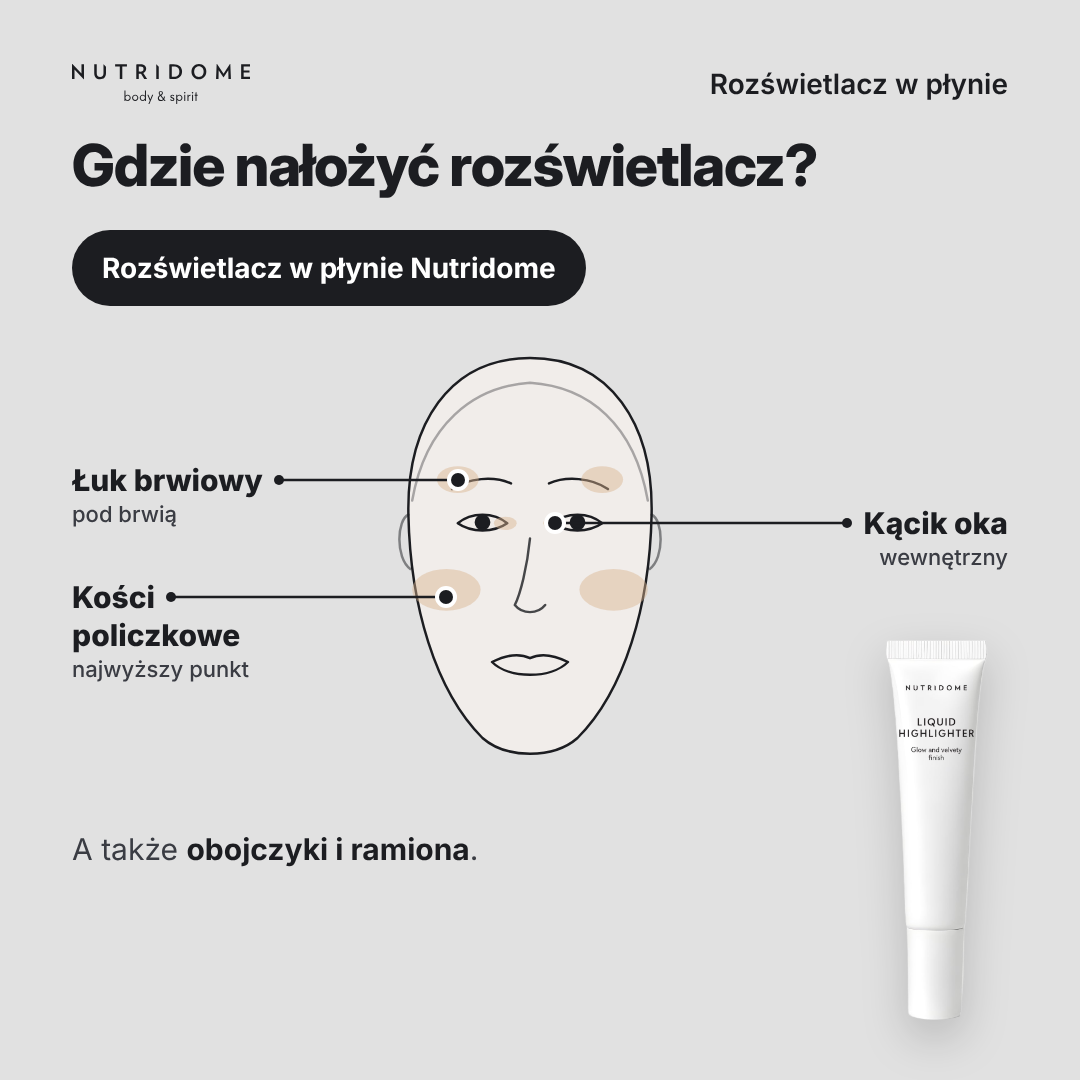 NUTRIDOME
body & spirit
Rozświetlacz w płynie
Gdzie nałożyć rozświetlacz?
Rozświetlacz w płynie Nutridome
Łuk brwiowy
pod brwią
Kącik oka
wewnętrzny
Kości
policzkowe
najwyższy punkt
NUTRIDOME
LIQUID
HIGHLIGHTER
Glow and velvety
finish
A także obojczyki i ramiona.